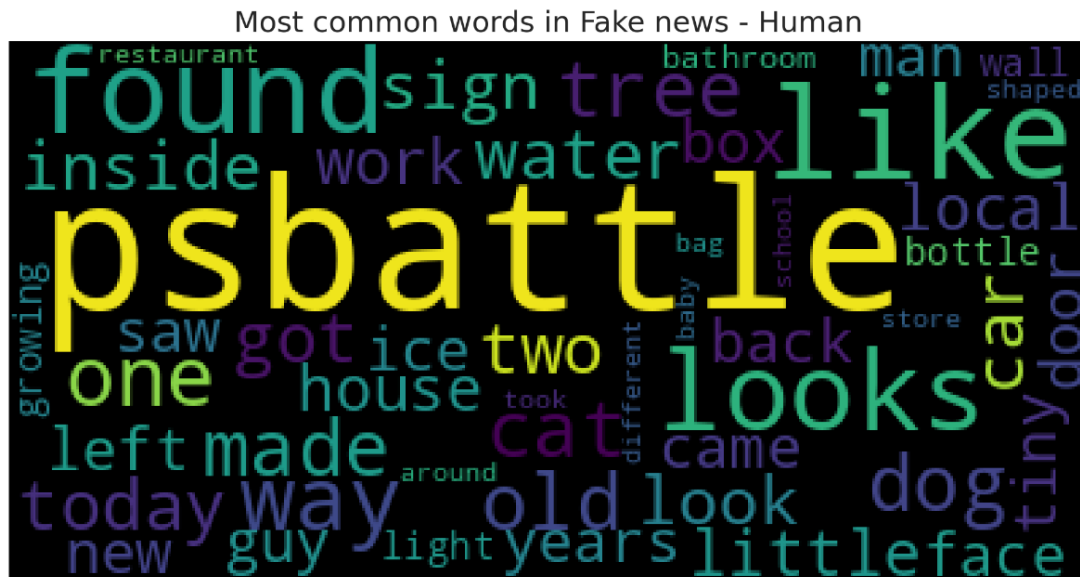 Most common words in Fake news - Human
restaurant
found
sign
tree
bathroom
man
wall
shaped
like
inside
work
water
box
local
psbattle
bag
school
bottle
growing
saw
got
ice
two
baby
store
car
door
one
house
took
different
back
looks
cat
left
made
around
came
tiny
today
way
old
look
dog
new
guy
light
years
little
face